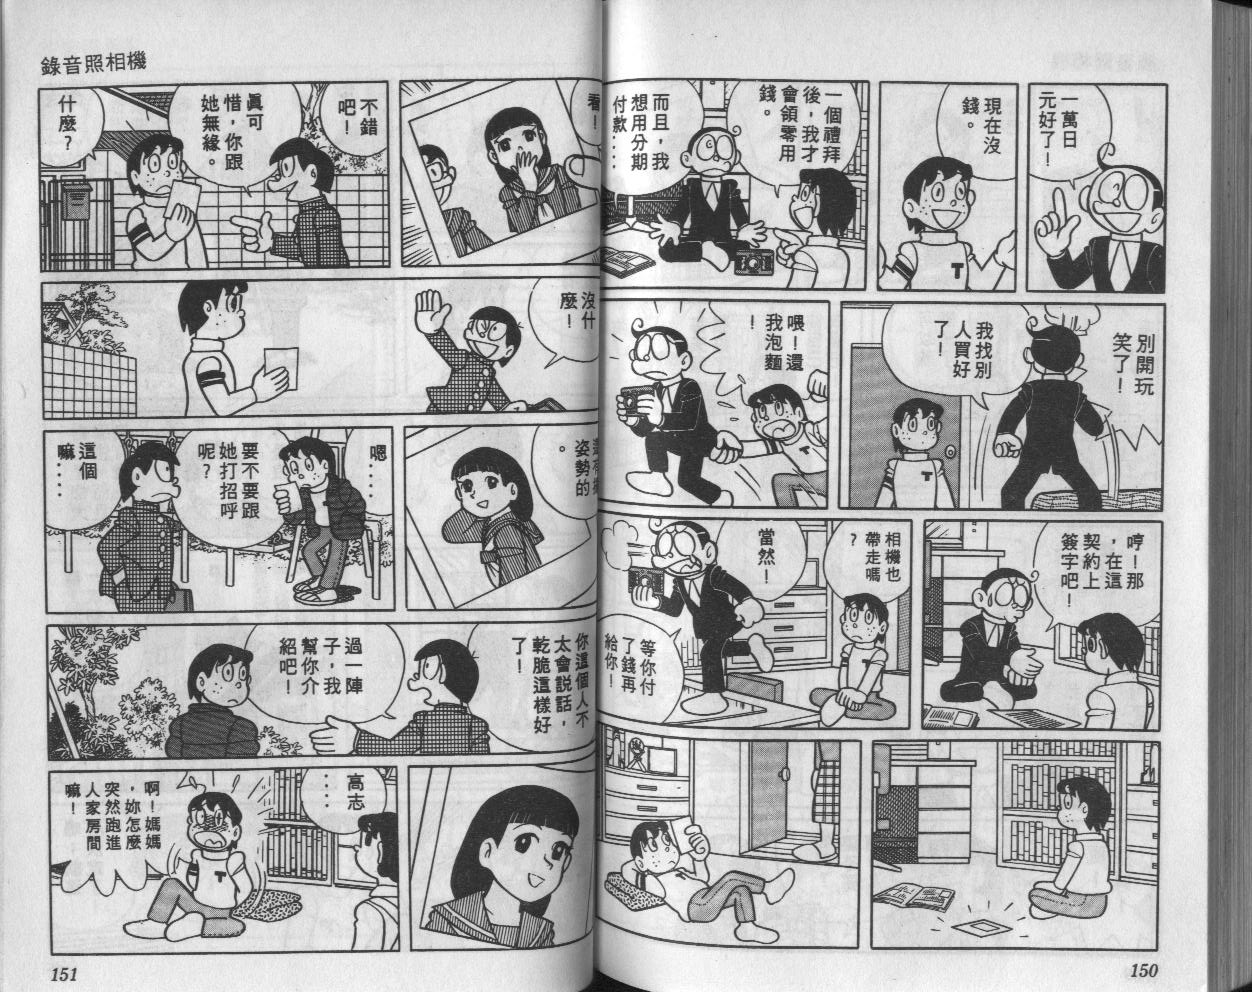 一萬日
元好了！
現在沒
錢。
一個禮拜
後，我才
會領零用
錢。
而且，我
想用分期
付款‥‥
別開玩
笑了！
我找別
人買好
了！
喂！還
我泡麵
！
哼！那
，在這
契約上
簽字吧！
相機也
帶走嗎
？
當然！
等你付
了錢再
給你！
150
錄音照相機
看！
不錯
吧！
眞可
惜，你跟
她無緣。
什麼？
沒什
麼！
姿勢的
。
嗯‥‥
要不要跟
她打招呼
呢？
這個
嘛‥‥
你這個人不
太會説話，
乾脆這樣好
了！
過一陣
子，我
幫你介
紹吧！
高志
‥‥
啊！媽媽
，妳怎麼
突然跑進
人家房間
嘛！
151